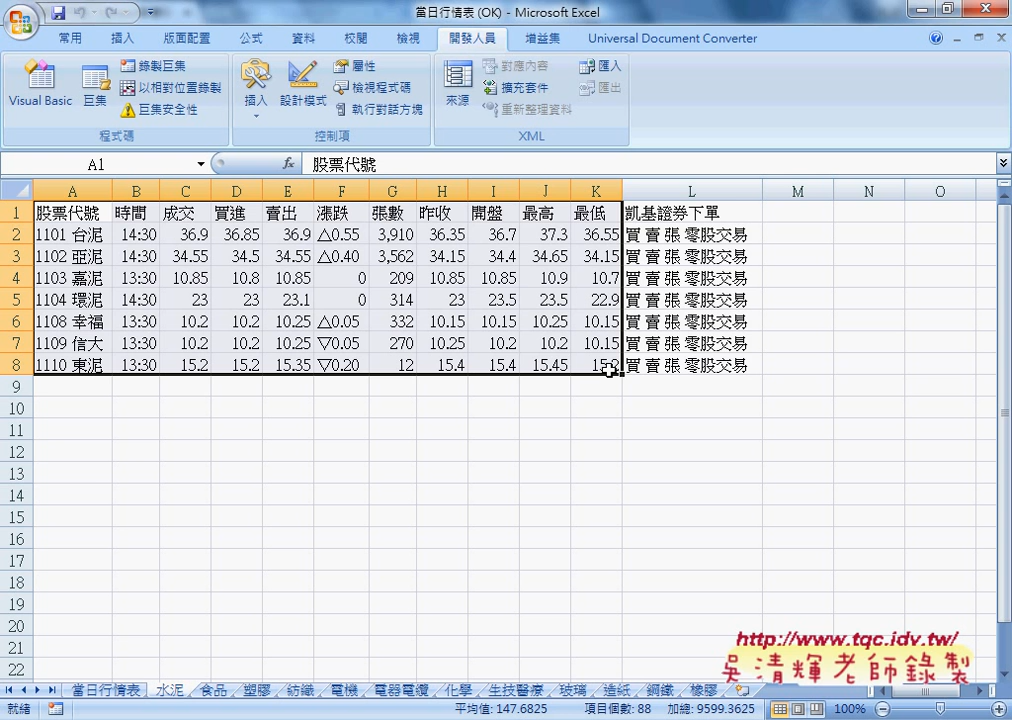 當日行情表 (OK) - Microsoft Excel
常用 插入 版面配置 公式 資料 校閱 檢視 開發人員 增益集 Universal Document Converter
Visual Basic 巨集 錄製巨集 以相對位置錄製 巨集安全性 程式碼
插入 設計模式 屬性 檢視程式碼 執行對話方塊 控制項
來源 對應內容 擴充套件 重新整理資料 匯入 匯出 XML
A1 fx 股票代號
A B C D E F G H I J K L M N O
1 股票代號 時間 成交 買進 賣出 漲跌 張數 昨收 開盤 最高 最低 凱基證券下單
2 1101 台泥 14:30 36.9 36.85 36.9 △0.55 3,910 36.35 36.7 37.3 36.55 買 賣 張 零股交易
3 1102 亞泥 14:30 34.55 34.5 34.55 △0.40 3,562 34.15 34.4 34.65 34.15 買 賣 張 零股交易
4 1103 嘉泥 13:30 10.85 10.8 10.85 0 209 10.85 10.85 10.9 10.7 買 賣 張 零股交易
5 1104 環泥 14:30 23 23 23.1 0 314 23 23.5 23.5 22.9 買 賣 張 零股交易
6 1108 幸福 13:30 10.2 10.2 10.25 △0.05 332 10.15 10.15 10.25 10.15 買 賣 張 零股交易
7 1109 信大 13:30 10.2 10.2 10.25 ▽0.05 270 10.25 10.2 10.2 10.15 買 賣 張 零股交易
8 1110 東泥 13:30 15.2 15.2 15.35 ▽0.20 12 15.4 15.4 15.45 買 賣 張 零股交易
9
10
11
12
13
14
15
16
17
18
19
20
21
22
http://www.tqc.idv.tw/
吳清輝老師錄製
當日行情表 水泥 食品 塑膠 紡織 電機 電器電纜 化學 生技醫療 玻璃 造紙 鋼鐵 橡膠
就緒 平均值: 147.6825 項目個數: 88 加總: 9599.3625 100%